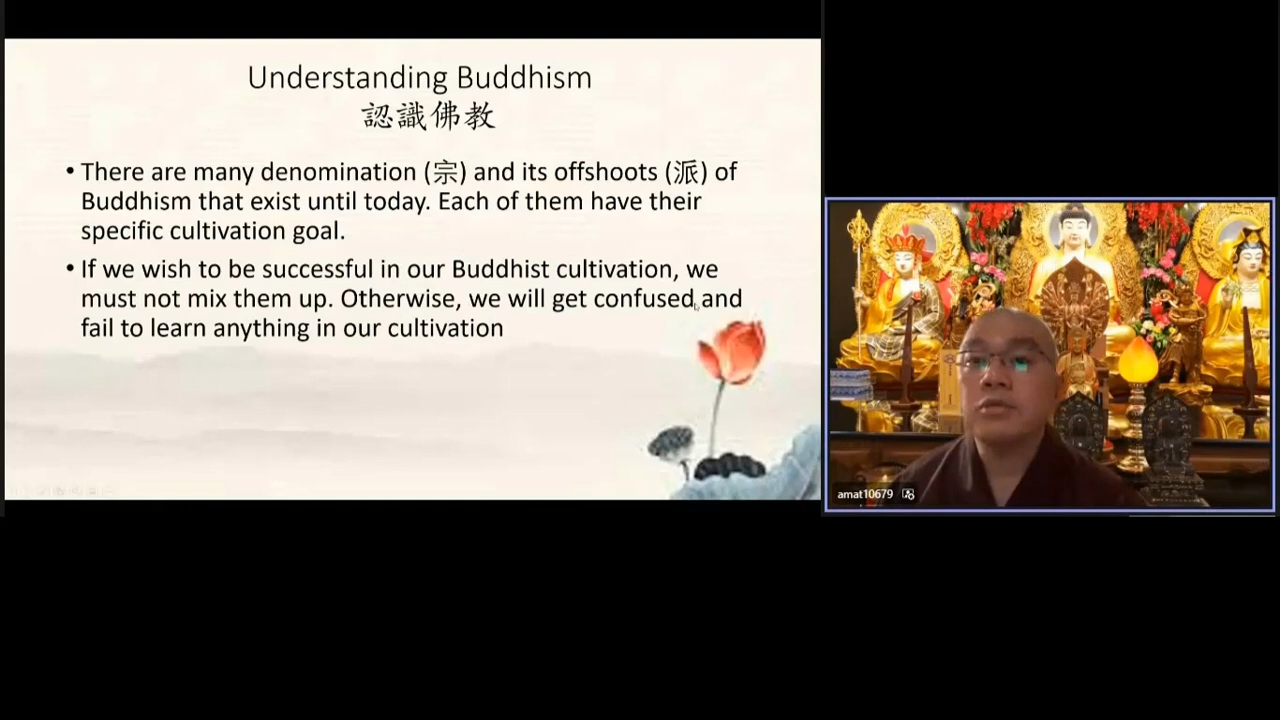 Understanding Buddhism
認識佛教
• There are many denomination (宗) and its offshoots (派) of
Buddhism that exist until today. Each of them have their
specific cultivation goal.
• If we wish to be successful in our Buddhist cultivation, we
must not mix them up. Otherwise, we will get confused and
fail to learn anything in our cultivation
amat10679